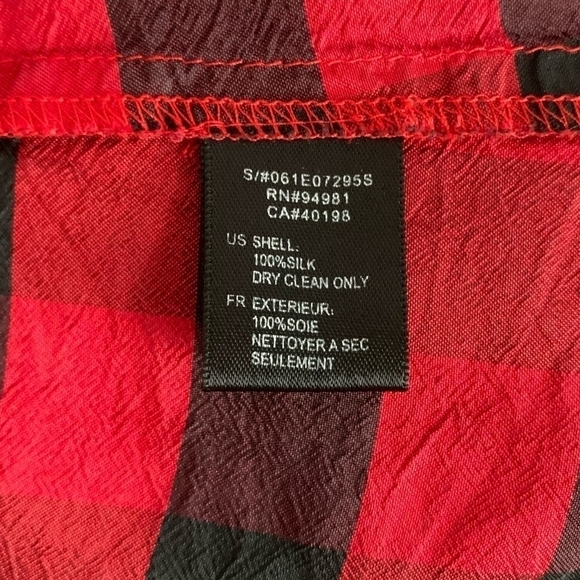 S/#061E07295S
RN#94981
CA#40198
US SHELL:
100%SILK
DRY CLEAN ONLY
FR EXTERIEUR:
100%SOIE
NETTOYER A SEC
SEULEMENT